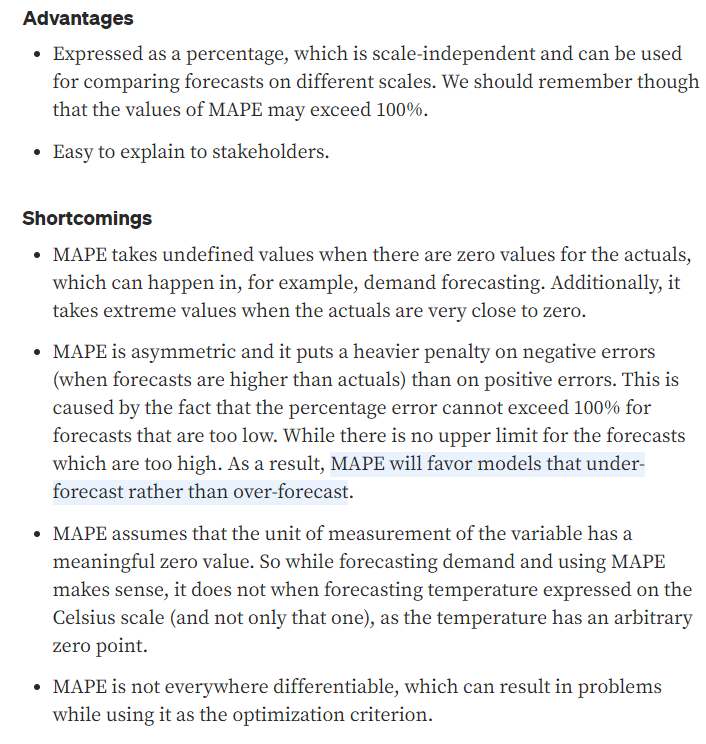 Advantages
• Expressed as a percentage, which is scale-independent and can be used
for comparing forecasts on different scales. We should remember though
that the values of MAPE may exceed 100%.
• Easy to explain to stakeholders.
Shortcomings
• MAPE takes undefined values when there are zero values for the actuals,
which can happen in, for example, demand forecasting. Additionally, it
takes extreme values when the actuals are very close to zero.
• MAPE is asymmetric and it puts a heavier penalty on negative errors
(when forecasts are higher than actuals) than on positive errors. This is
caused by the fact that the percentage error cannot exceed 100% for
forecasts that are too low. While there is no upper limit for the forecasts
which are too high. As a result, MAPE will favor models that under-
forecast rather than over-forecast.
• MAPE assumes that the unit of measurement of the variable has a
meaningful zero value. So while forecasting demand and using MAPE
makes sense, it does not when forecasting temperature expressed on the
Celsius scale (and not only that one), as the temperature has an arbitrary
zero point.
• MAPE is not everywhere differentiable, which can result in problems
while using it as the optimization criterion.